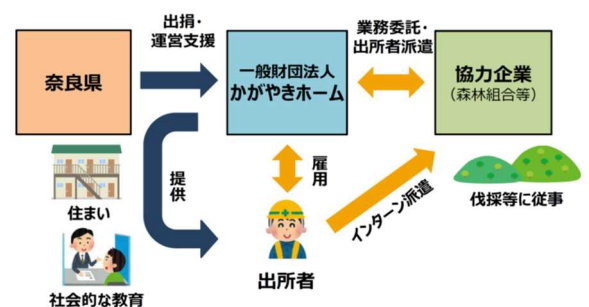 出捐・
運営支援
業務委託・
出所者派遣
奈良県
一般財団法人
かがやきホーム
協力企業
(森林組合等)
提供
雇用
住まい
インターン派遣
伐採等に従事
出所者
社会的な教育